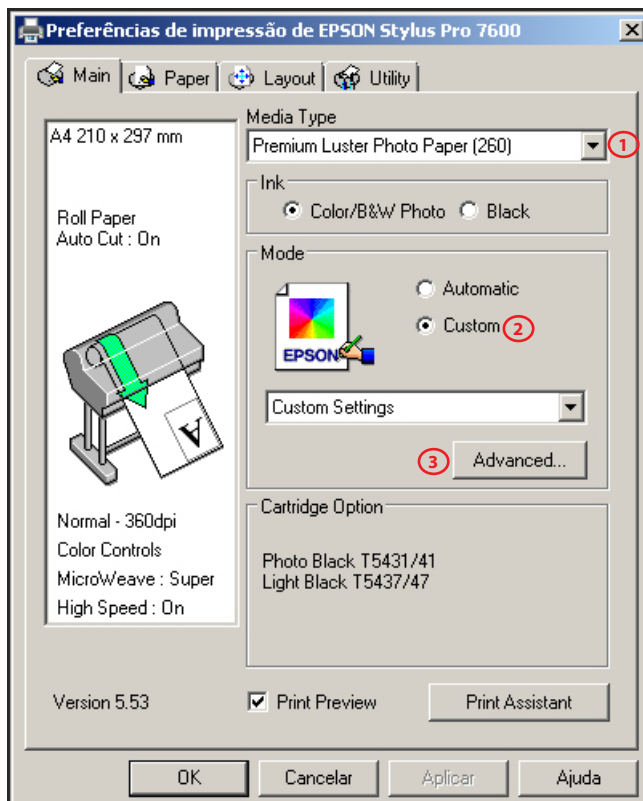 Preferências de impressão de EPSON Stylus Pro 7600
Main
Paper
Layout
Utility
A4 210 x 297 mm
Roll Paper
Auto Cut : On
A
Normal - 360dpi
Color Controls
MicroWeave : Super
High Speed : On
Media Type
Premium Luster Photo Paper (260)
1
Ink
Color/B&W Photo
Black
Mode
EPSON
Automatic
Custom
2
Custom Settings
3
Advanced...
Cartridge Option
Photo Black T5431/41
Light Black T5437/47
Version 5.53
Print Preview
Print Assistant
OK
Cancelar
Aplicar
Ajuda